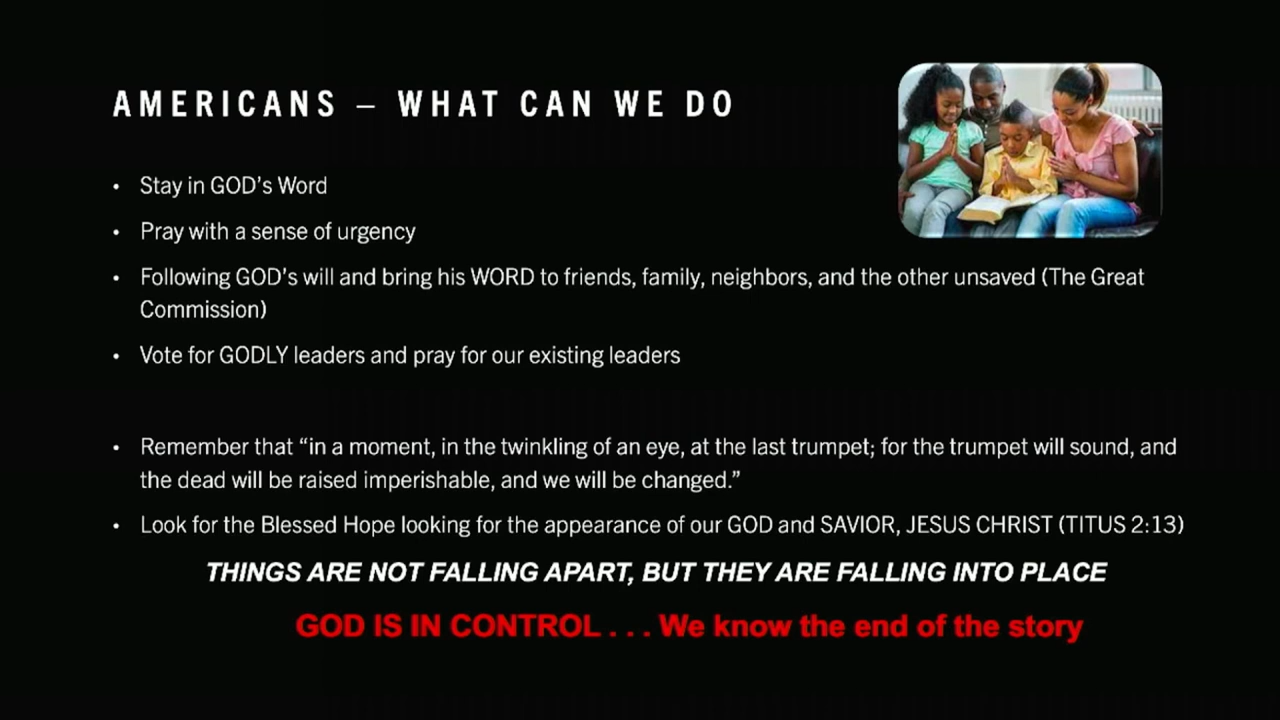 AMERICANS – WHAT CAN WE DO
• Stay in GOD’s Word
• Pray with a sense of urgency
• Following GOD’s will and bring his WORD to friends, family, neighbors, and the other unsaved (The Great
Commission)
• Vote for GODLY leaders and pray for our existing leaders
• Remember that “in a moment, in the twinkling of an eye, at the last trumpet; for the trumpet will sound, and
the dead will be raised imperishable, and we will be changed.”
• Look for the Blessed Hope looking for the appearance of our GOD and SAVIOR, JESUS CHRIST (TITUS 2:13)
THINGS ARE NOT FALLING APART, BUT THEY ARE FALLING INTO PLACE
GOD IS IN CONTROL . . . We know the end of the story